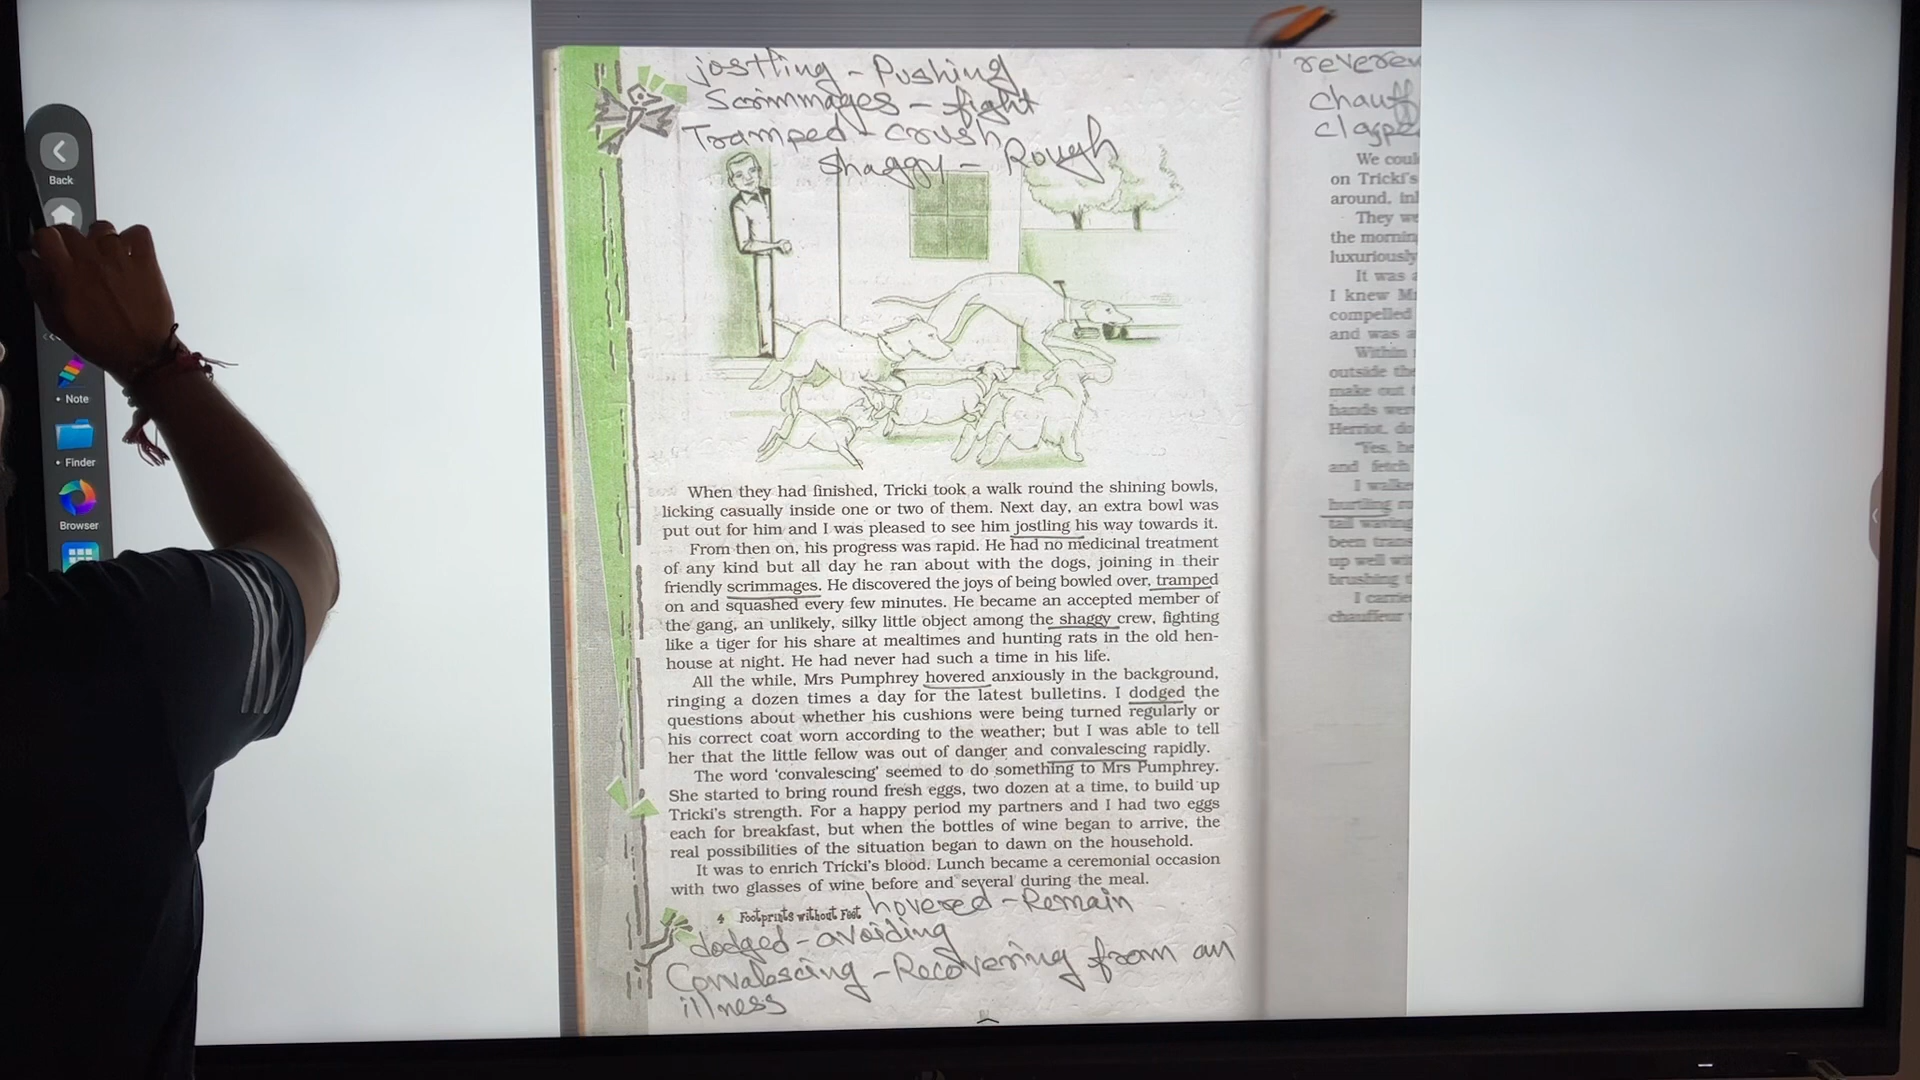 jostling - Pushing
Scrimmages - fight
Tramped - crush
shaggy - Rough
When they had finished, Tricki took a walk round the shining bowls,
licking casually inside one or two of them. Next day, an extra bowl was
put out for him and I was pleased to see him jostling his way towards it.
From then on, his progress was rapid. He had no medicinal treatment
of any kind but all day he ran about with the dogs, joining in their
friendly scrimmages. He discovered the joys of being bowled over, tramped
on and squashed every few minutes. He became an accepted member of
the gang, an unlikely, silky little object among the shaggy crew, fighting
like a tiger for his share at mealtimes and hunting rats in the old hen-
house at night. He had never had such a time in his life.
All the while, Mrs Pumphrey hovered anxiously in the background,
ringing a dozen times a day for the latest bulletins. I dodged the
questions about whether his cushions were being turned regularly or
his correct coat worn according to the weather; but I was able to tell
her that the little fellow was out of danger and convalescing rapidly.
The word ‘convalescing’ seemed to do something to Mrs Pumphrey.
She started to bring round fresh eggs, two dozen at a time, to build up
Tricki's strength. For a happy period my partners and I had two eggs
each for breakfast, but when the bottles of wine began to arrive, the
real possibilities of the situation began to dawn on the household.
It was to enrich Tricki's blood. Lunch became a ceremonial occasion
with two glasses of wine before and several during the meal.
4 Footprints without Feet
hovered - Remain
dodged - avoiding
Convalescing - Recovering from an
illness
We coul
on Tricki's
around, in
They we
the mornin
luxuriously
It was a
I knew M
compelled
and was a
Within
outside the
make out t
hands wer
Herriot, do
"Yes, he
and fetch
I walke
hurtling ro
tail waving
been trans
up well wit
brushing t
I carrie
chauffeur
Back
Note
Finder
Browser